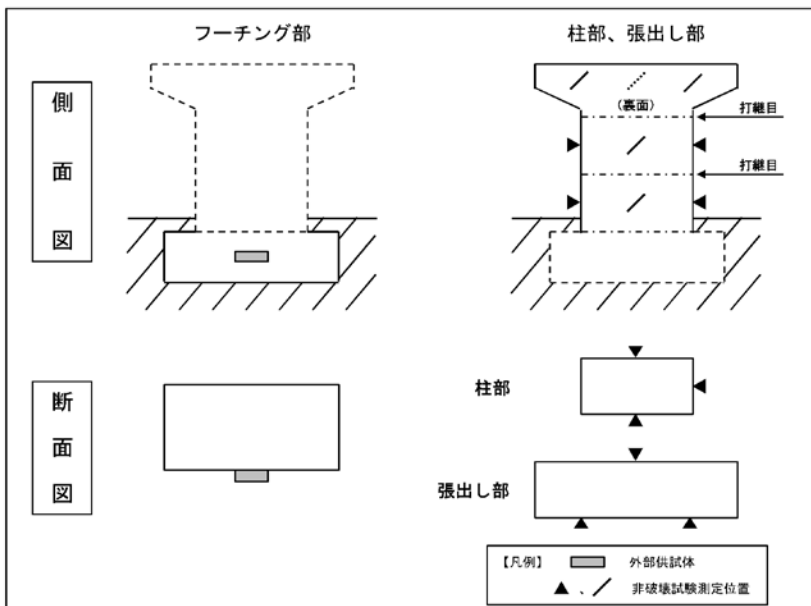 フーチング部
柱部、張出し部
側面図
(裏面)
打継目
打継目
断面図
柱部
張出し部
【凡例】 外部供試体
▲、/ 非破壊試験測定位置